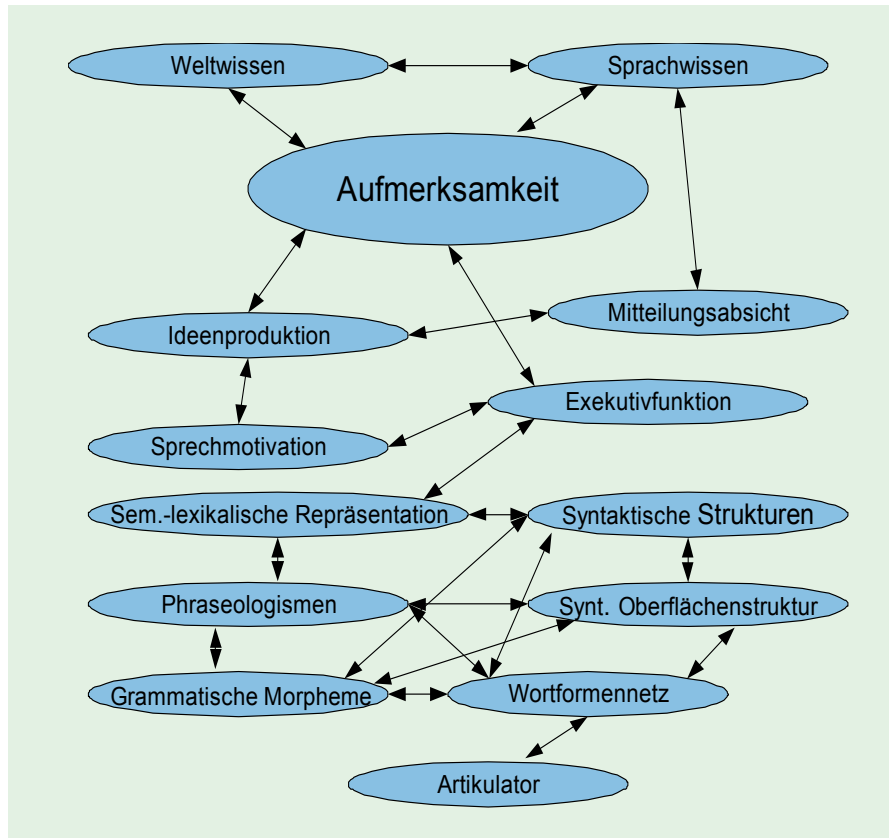 Weltwissen
Sprachwissen
Aufmerksamkeit
Mitteilungsabsicht
Ideenproduktion
Exekutivfunktion
Sprechmotivation
Sem.-lexikalische Repräsentation
Syntaktische Strukturen
Phraseologismen
Synt. Oberflächenstruktur
Grammatische Morpheme
Wortformennetz
Artikulator